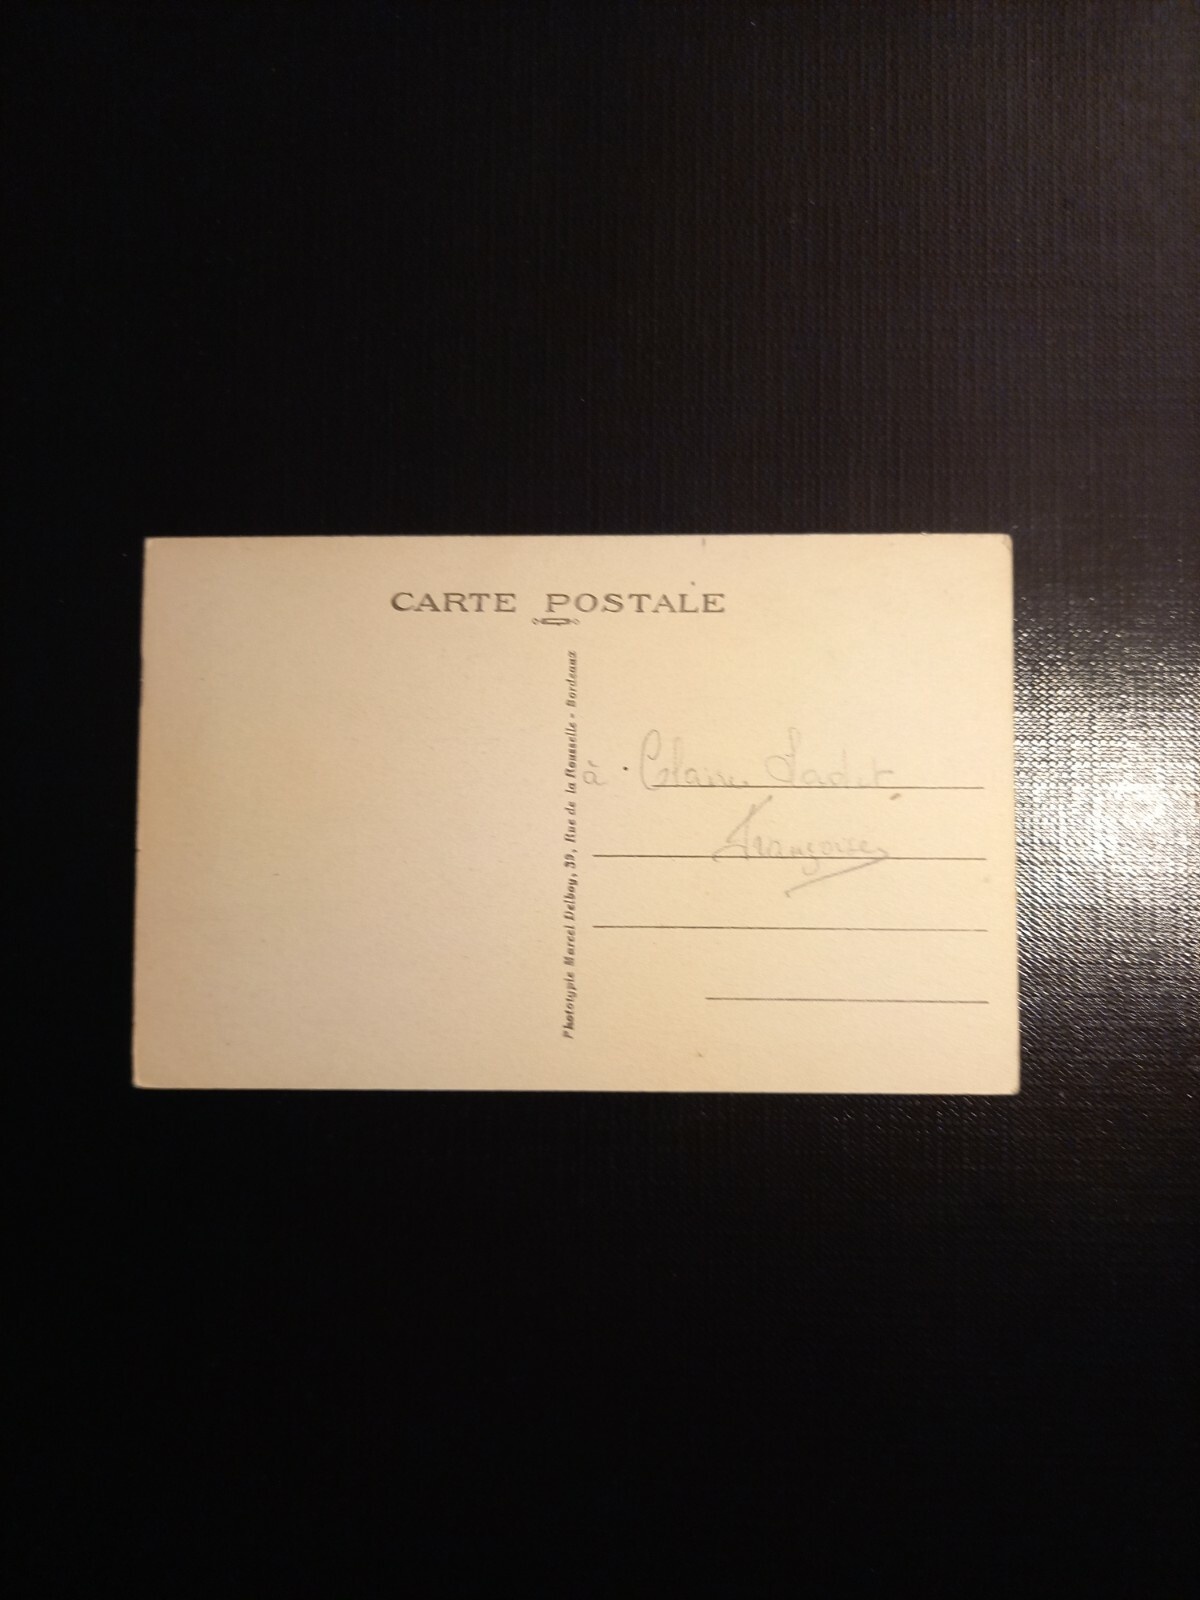 CARTE POSTALE
Phototypie Marcel Delboy, 39, Rue de la Rousselle - Bordeaux
à Claire
Françoise